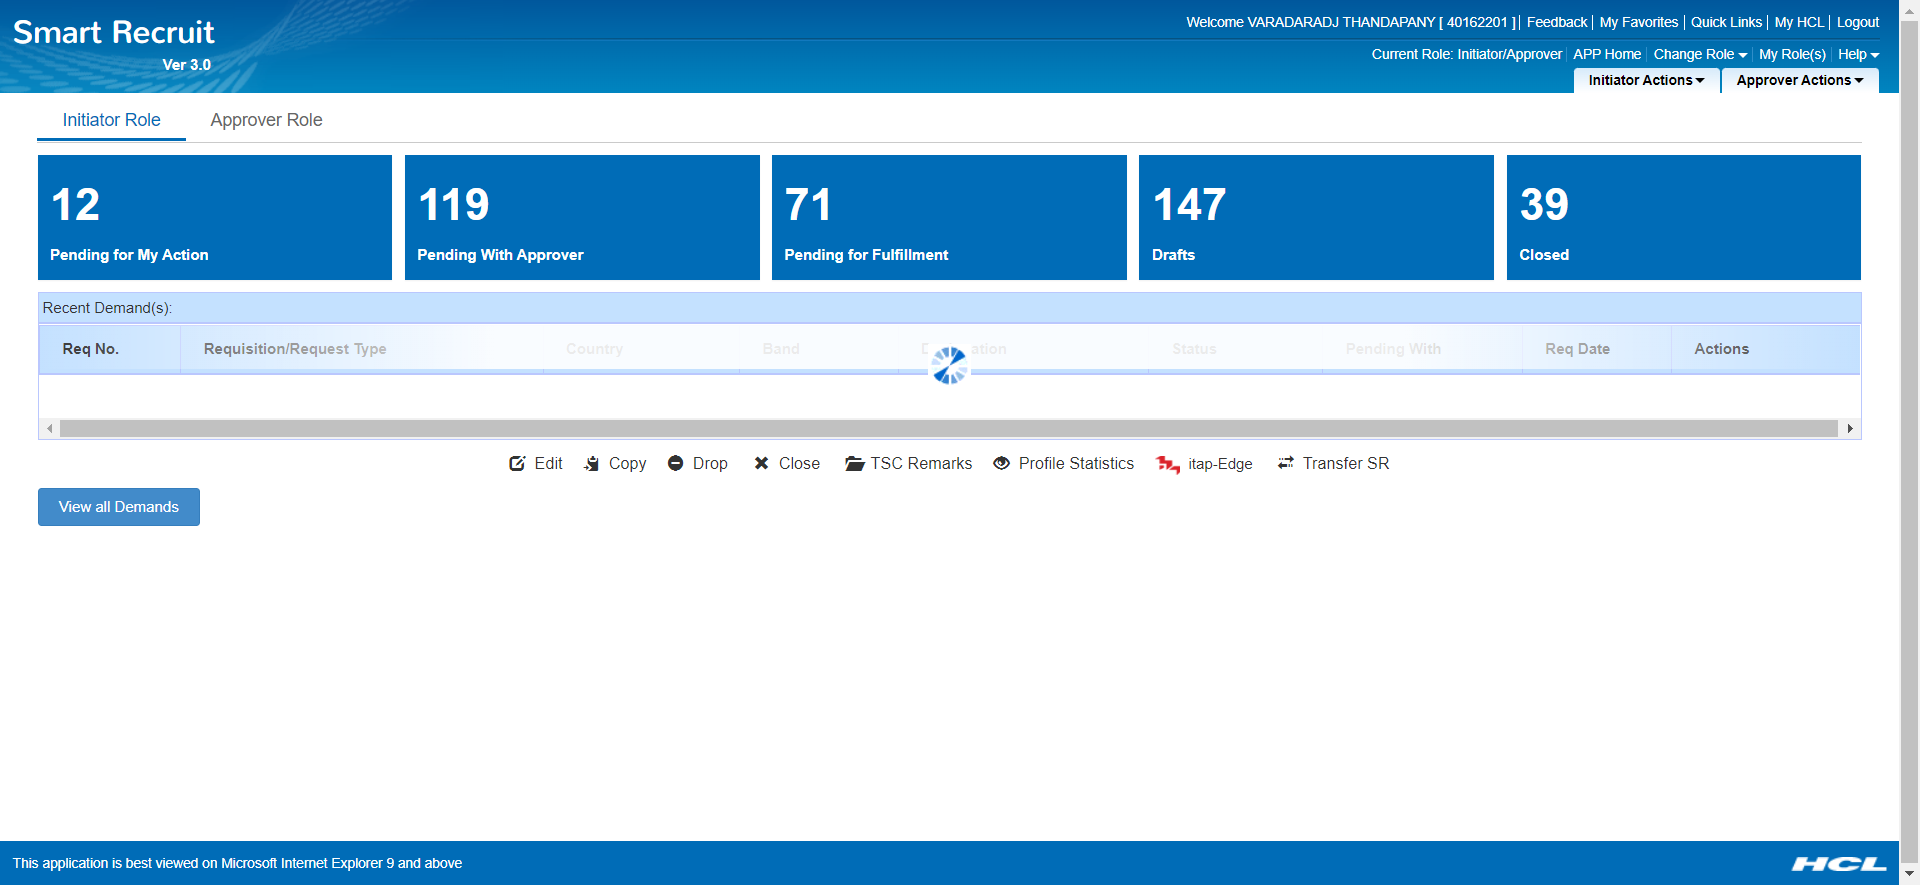 Smart Recruit
Ver 3.0
Welcome VARADARADJ THANDAPANY [ 40162201 ] | Feedback | My Favorites | Quick Links | My HCL | Logout
Current Role: Initiator/Approver | APP Home | Change Role | My Role(s) | Help
Initiator Actions Approver Actions
Initiator Role Approver Role
12 119 71 147 39
Pending for My Action Pending With Approver Pending for Fulfillment Drafts Closed
Recent Demand(s):
Req No. Requisition/Request Type Country Band Status Pending With Req Date Actions
Edit Copy Drop Close TSC Remarks Profile Statistics itap-Edge Transfer SR
View all Demands
This application is best viewed on Microsoft Internet Explorer 9 and above
HCL